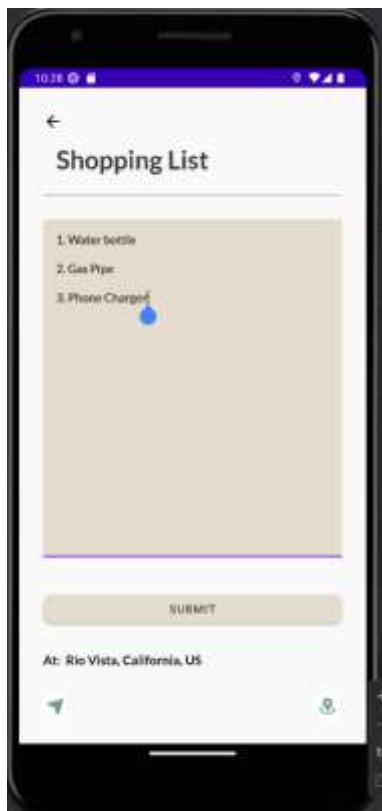 10:28
Shopping List
1. Water bottle
2. Gas Pipe
3. Phone Charger
SUBMIT
At: Rio Vista, California, US